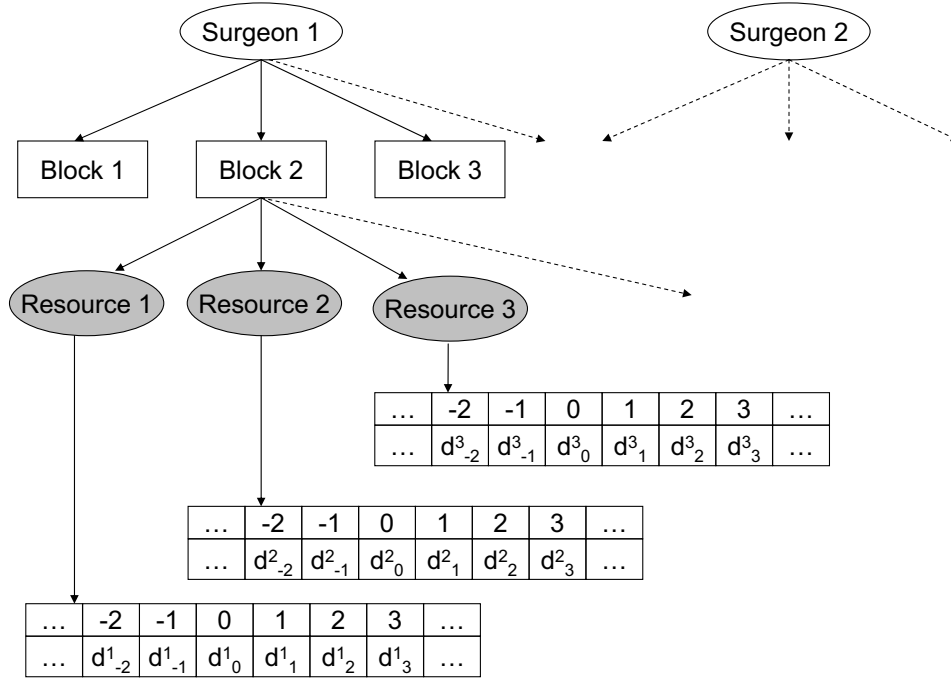 Surgeon 1 Surgeon 2
Block 1 Block 2 Block 3
Resource 1 Resource 2 Resource 3
… -2 -1 0 1 2 3 …
… d³₋₂ d³₋₁ d³₀ d³₁ d³₂ d³₃ …
… -2 -1 0 1 2 3 …
… d²₋₂ d²₋₁ d²₀ d²₁ d²₂ d²₃ …
… -2 -1 0 1 2 3 …
… d¹₋₂ d¹₋₁ d¹₀ d¹₁ d¹₂ d¹₃ …